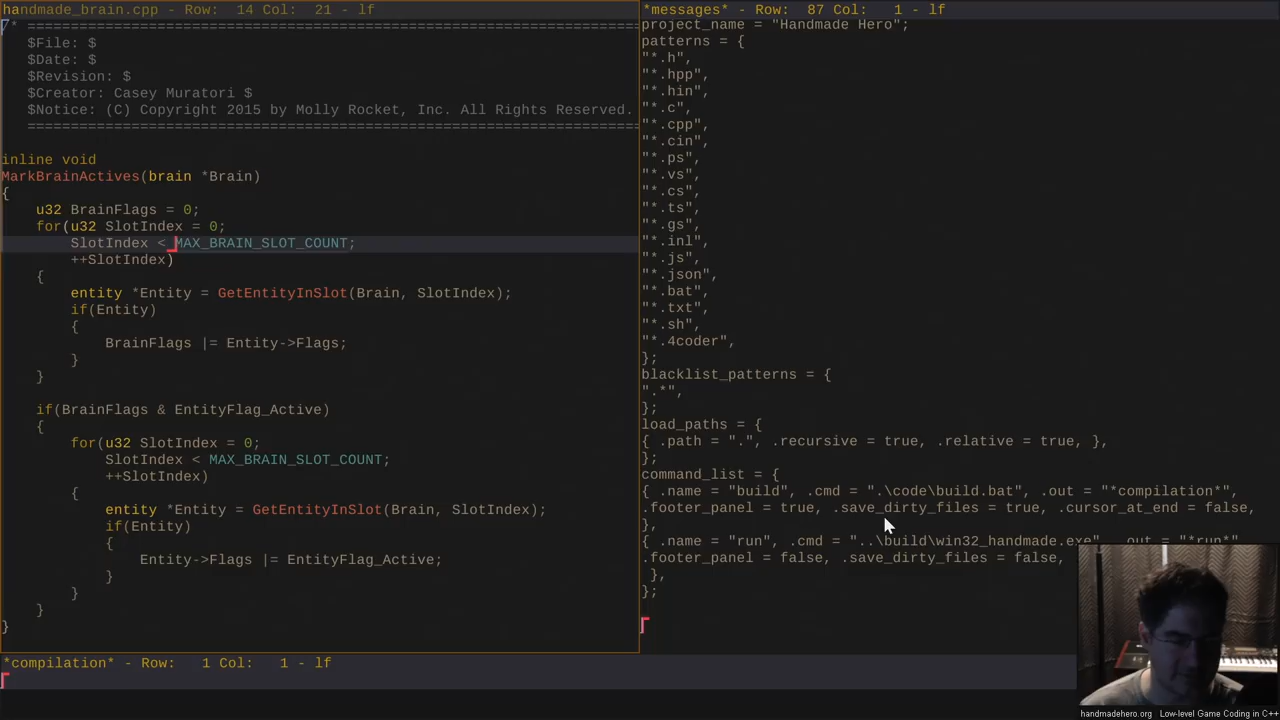 handmade_brain.cpp - Row: 14 Col: 21 - lf
/* ========================================================================
$File: $
$Date: $
$Revision: $
$Creator: Casey Muratori $
$Notice: (C) Copyright 2015 by Molly Rocket, Inc. All Rights Reserved.
========================================================================
inline void
MarkBrainActives(brain *Brain)
{
u32 BrainFlags = 0;
for(u32 SlotIndex = 0;
SlotIndex < MAX_BRAIN_SLOT_COUNT;
++SlotIndex)
{
entity *Entity = GetEntityInSlot(Brain, SlotIndex);
if(Entity)
{
BrainFlags |= Entity->Flags;
}
}
if(BrainFlags & EntityFlag_Active)
{
for(u32 SlotIndex = 0;
SlotIndex < MAX_BRAIN_SLOT_COUNT;
++SlotIndex)
{
entity *Entity = GetEntityInSlot(Brain, SlotIndex);
if(Entity)
{
Entity->Flags |= EntityFlag_Active;
}
}
}
}
*messages* - Row: 87 Col: 1 - lf
project_name = "Handmade Hero";
patterns = {
"*.h",
"*.hpp",
"*.hin",
"*.c",
"*.cpp",
"*.cin",
"*.ps",
"*.vs",
"*.cs",
"*.ts",
"*.gs",
"*.inl",
"*.js",
"*.json",
"*.bat",
"*.txt",
"*.sh",
"*.4coder",
};
blacklist_patterns = {
".*",
};
load_paths = {
{ .path = ".", .recursive = true, .relative = true, },
};
command_list = {
{ .name = "build", .cmd = ".\code\build.bat", .out = "*compilation*",
.footer_panel = true, .save_dirty_files = true, .cursor_at_end = false,
},
{ .name = "run", .cmd = "..\build\win32_handmade.exe", .out = "*run*",
.footer_panel = false, .save_dirty_files = false,
},
};
*compilation* - Row: 1 Col: 1 - lf
handmadehero.org - Low-level Game Coding in C++